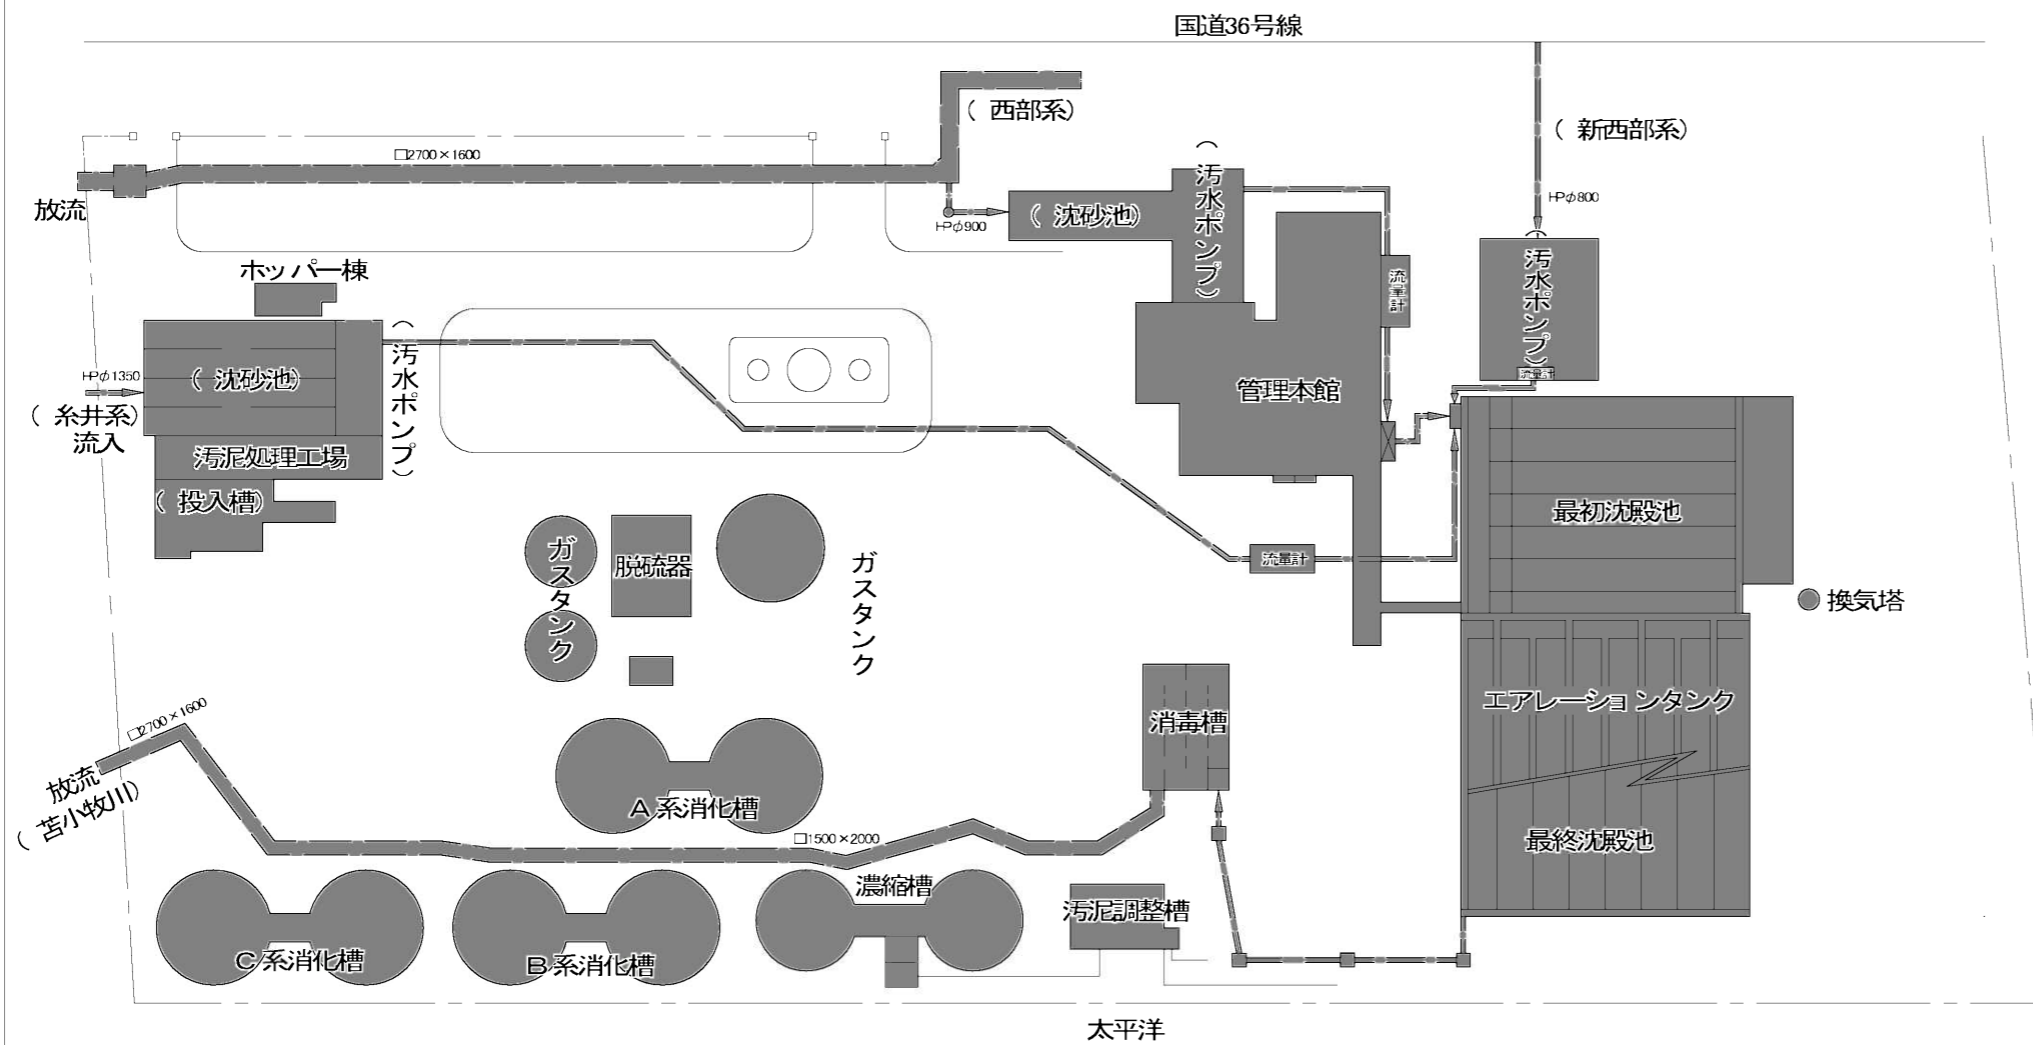 国道36号線
（西部系）
（新西部系）
□2700×1600
放流
HPφ900
（沈砂池）
（汚水ポンプ）
HPφ800
（汚水ポンプ）
流量計
流量計
ホッパー棟
HPφ1350
（沈砂池）
（汚水ポンプ）
（糸井系）
流入
汚泥処理工場
（投入槽）
管理本館
最初沈殿池
ガスタンク
脱硫器
ガスタンク
流量計
換気塔
□2700×1600
放流
（苫小牧川）
消毒槽
エアレーションタンク
A系消化槽
□1500×2000
最終沈殿池
濃縮槽
汚泥調整槽
C系消化槽
B系消化槽
太平洋